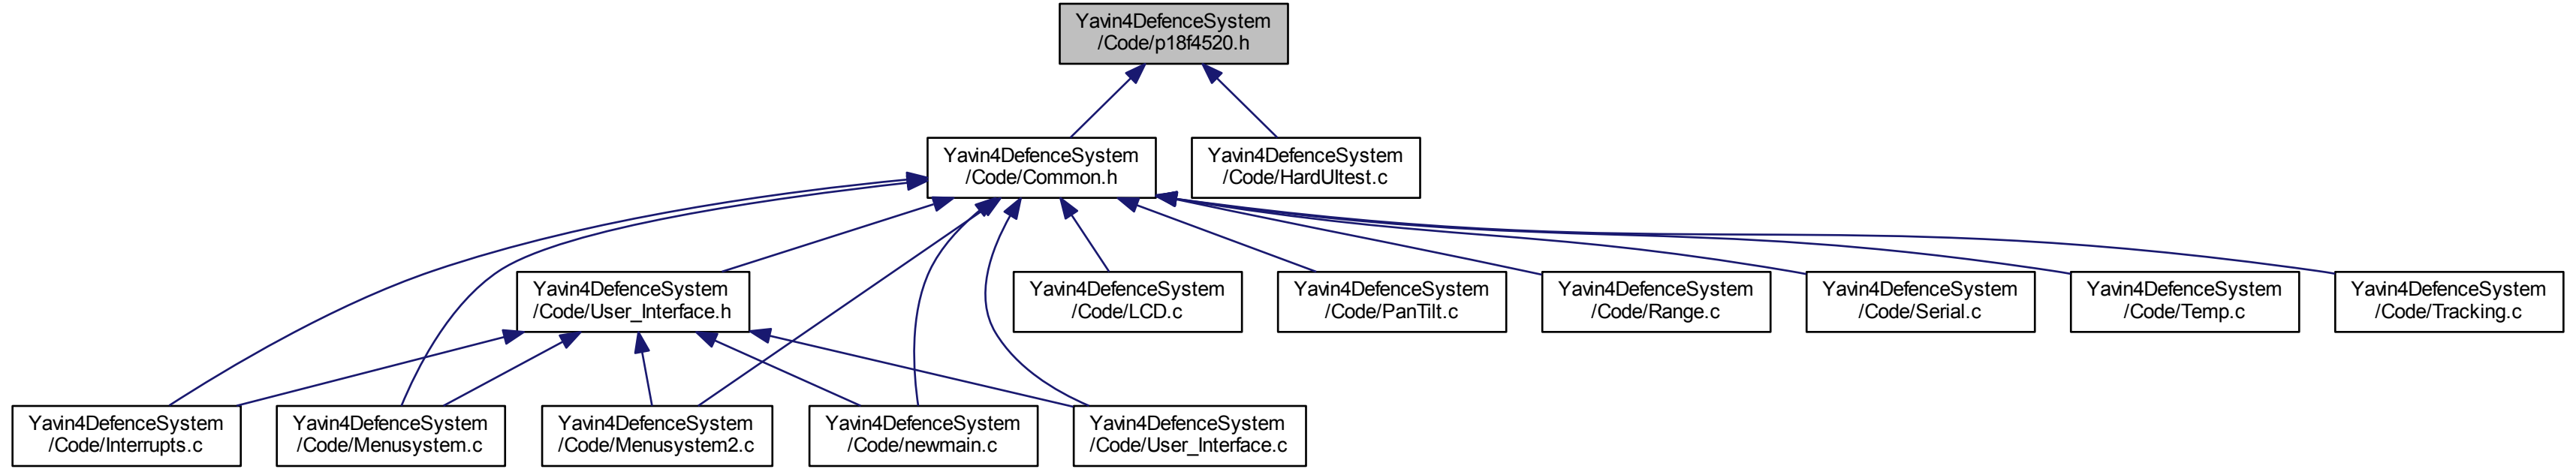 Yavin4DefenceSystem
/Code/p18f4520.h
Yavin4DefenceSystem
/Code/Common.h
Yavin4DefenceSystem
/Code/HardUItest.c
Yavin4DefenceSystem
/Code/User_Interface.h
Yavin4DefenceSystem
/Code/LCD.c
Yavin4DefenceSystem
/Code/PanTilt.c
Yavin4DefenceSystem
/Code/Range.c
Yavin4DefenceSystem
/Code/Serial.c
Yavin4DefenceSystem
/Code/Temp.c
Yavin4DefenceSystem
/Code/Tracking.c
Yavin4DefenceSystem
/Code/Interrupts.c
Yavin4DefenceSystem
/Code/Menusystem.c
Yavin4DefenceSystem
/Code/Menusystem2.c
Yavin4DefenceSystem
/Code/newmain.c
Yavin4DefenceSystem
/Code/User_Interface.c